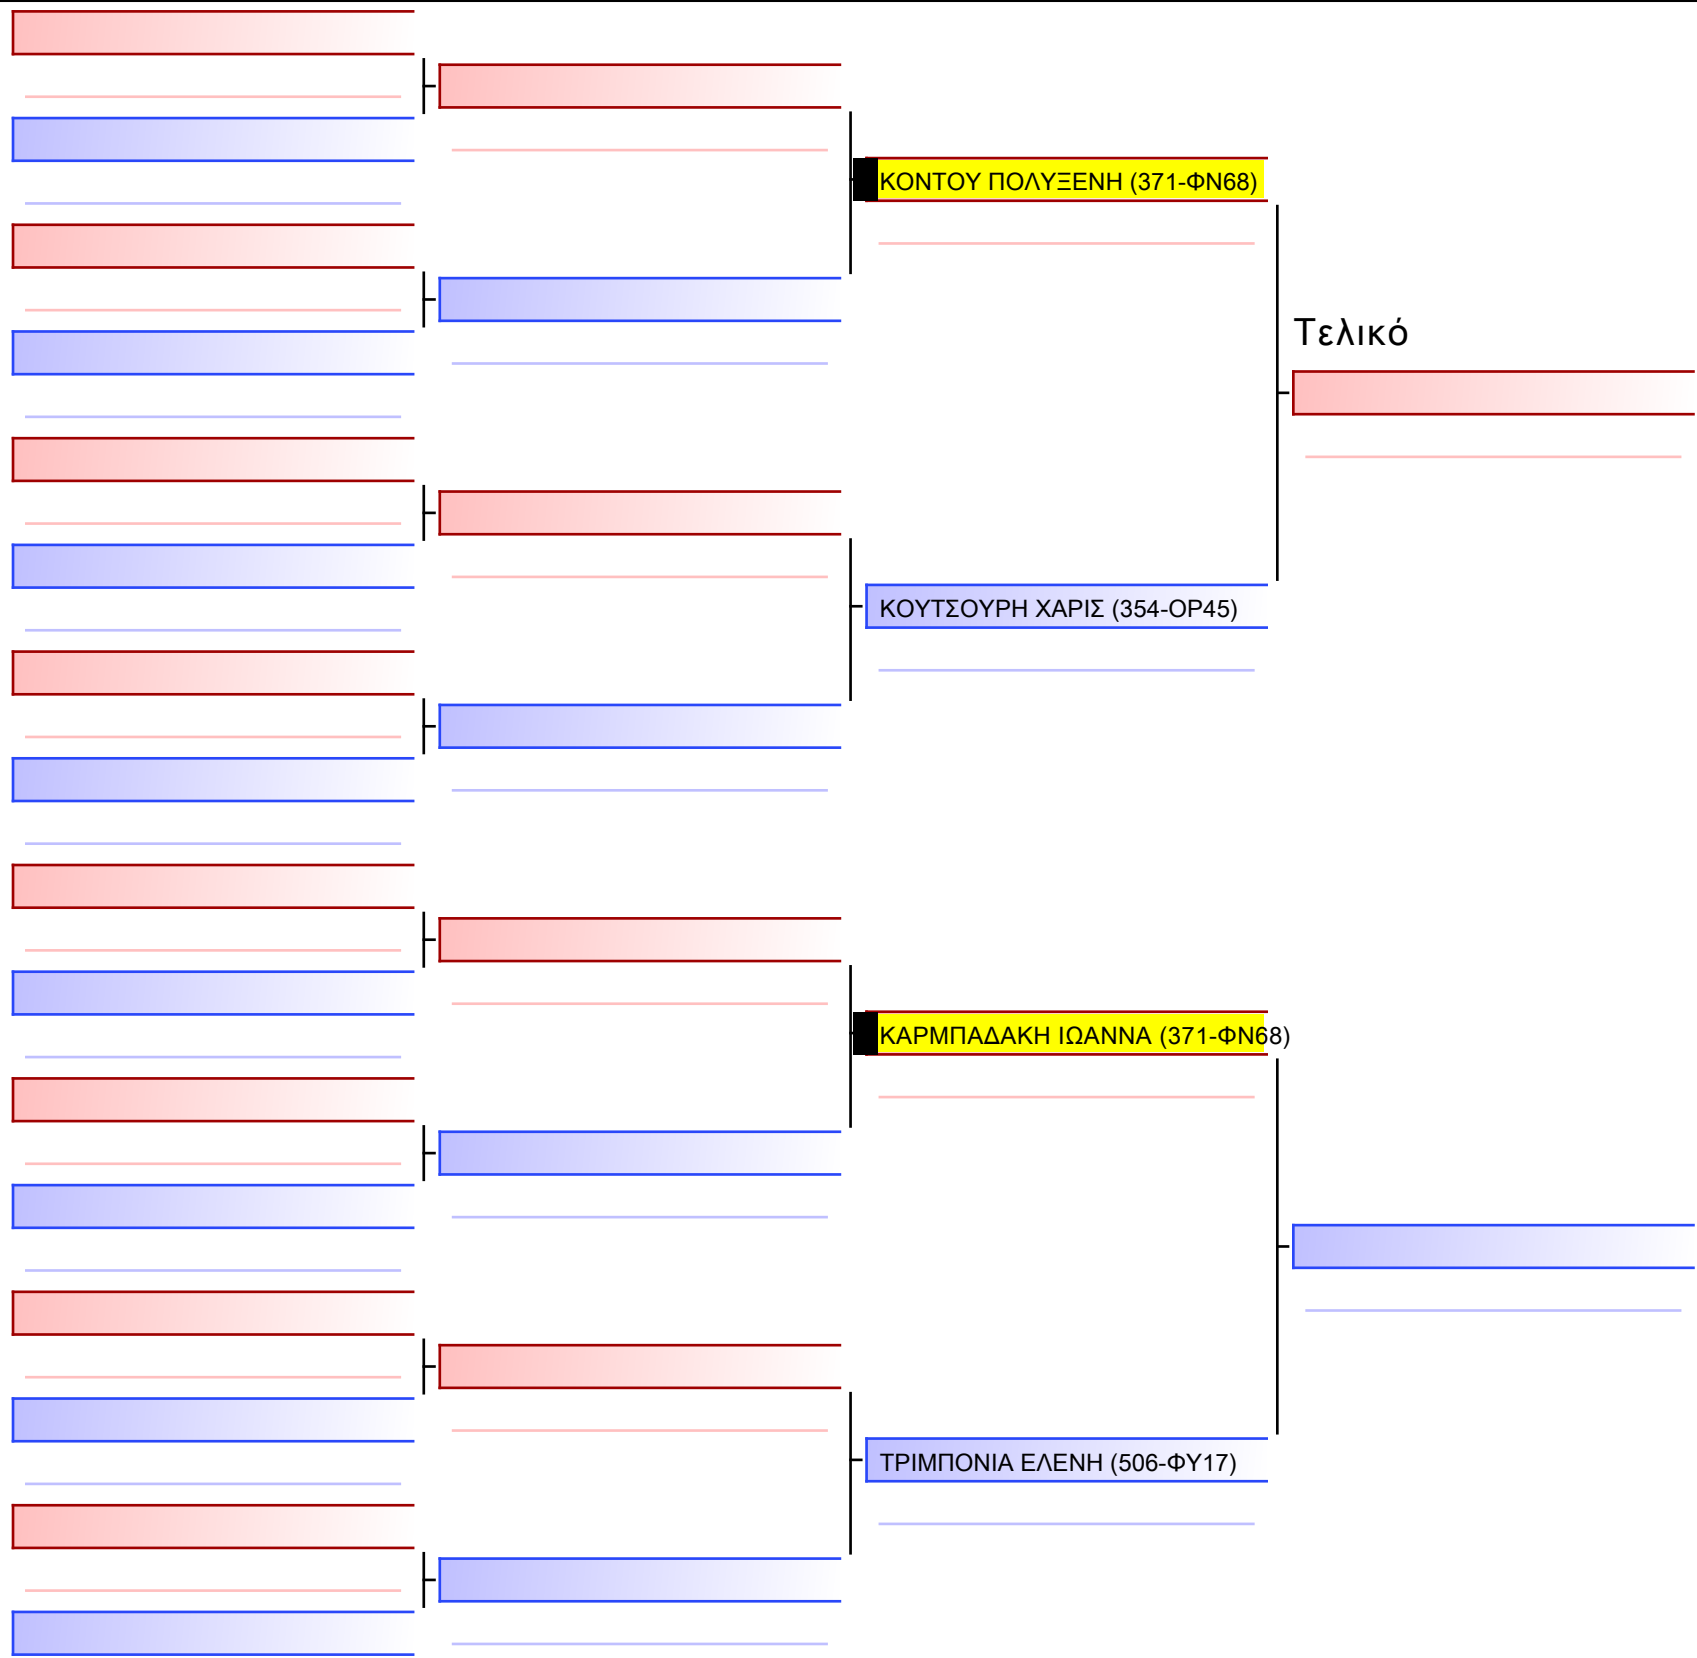 ΚΟΝΤΟΥ ΠΟΛΥΞΕΝΗ (371-ΦΝ68)
Τελικό
ΚΟΥΤΣΟΥΡΗ ΧΑΡΙΣ (354-ΟΡ45)
ΚΑΡΜΠΑΔΑΚΗ ΙΩΑΝΝΑ (371-ΦΝ68)
ΤΡΙΜΠΟΝΙΑ ΕΛΕΝΗ (506-ΦΥ17)